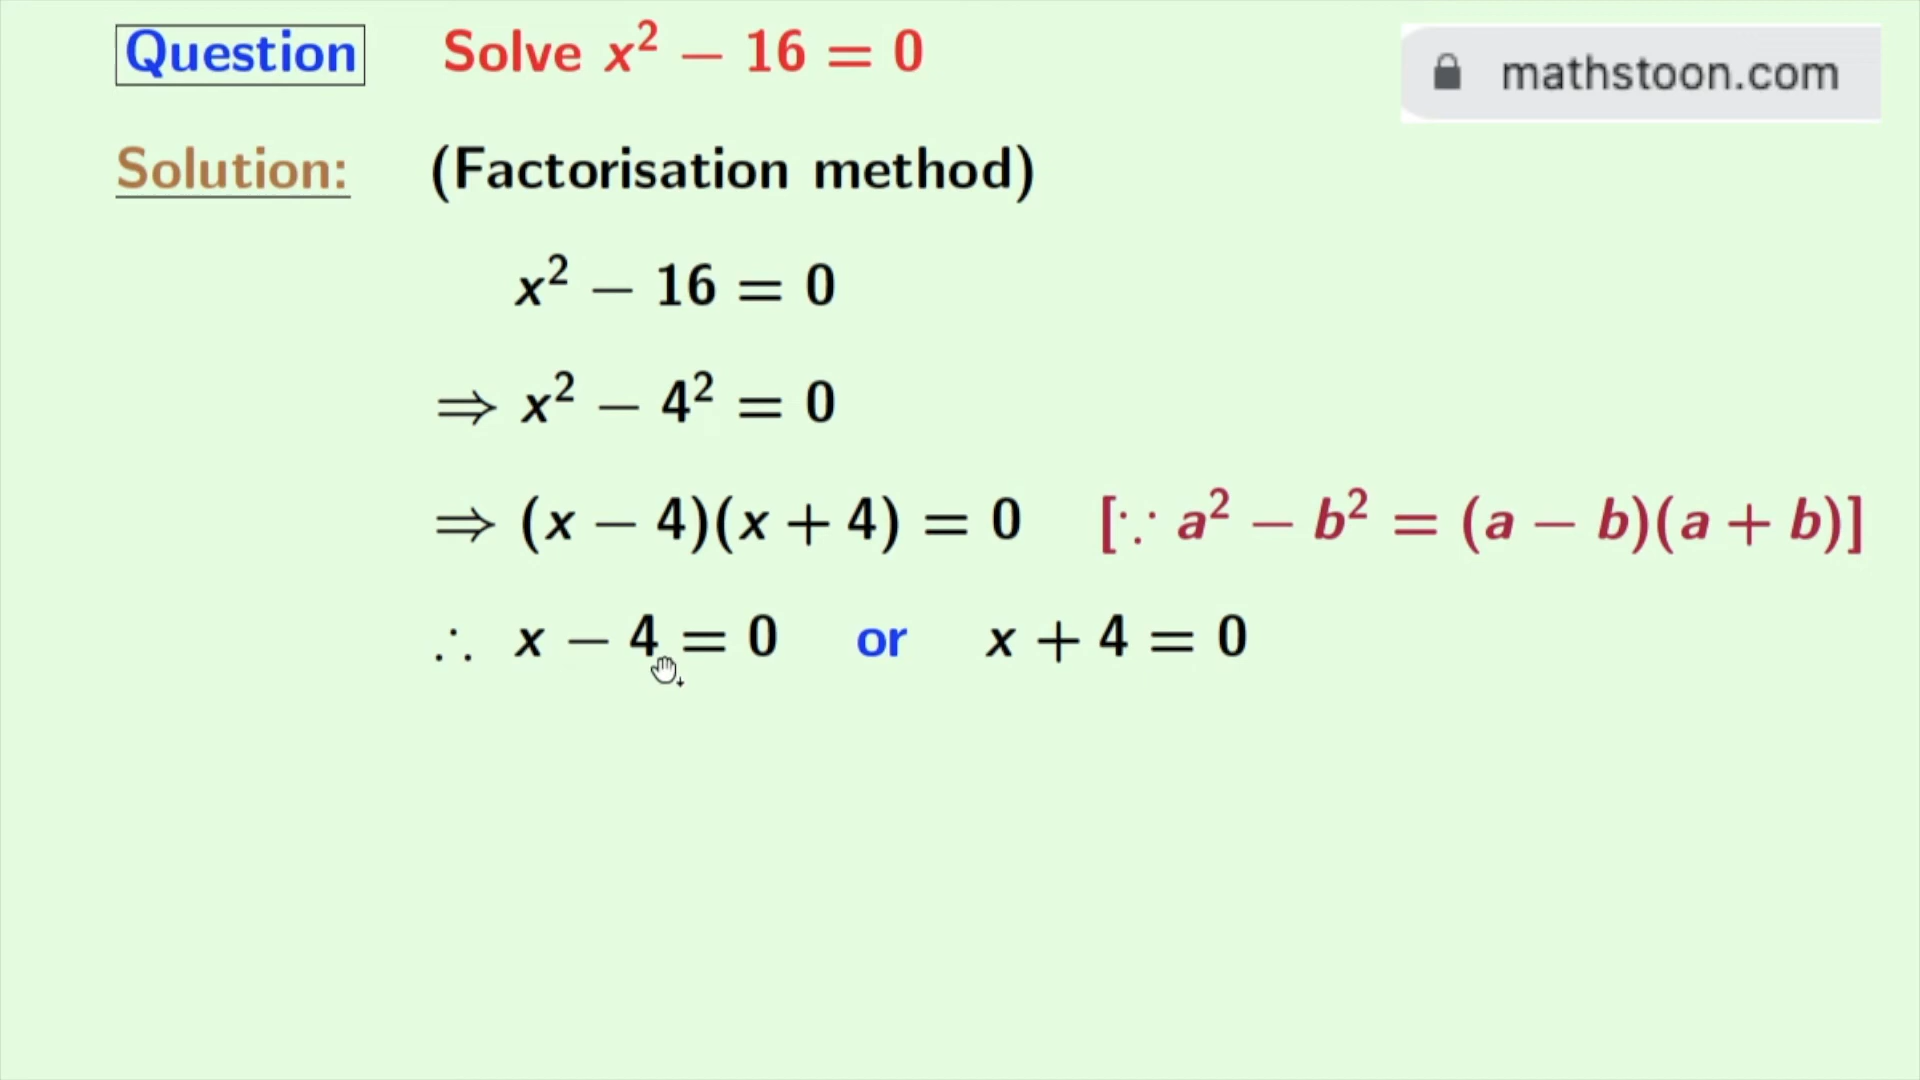 Question Solve x² − 16 = 0
mathstoon.com
Solution: (Factorisation method)
x² − 16 = 0
⇒ x² − 4² = 0
⇒ (x − 4)(x + 4) = 0 [∵ a² − b² = (a − b)(a + b)]
∴ x − 4 = 0 or x + 4 = 0